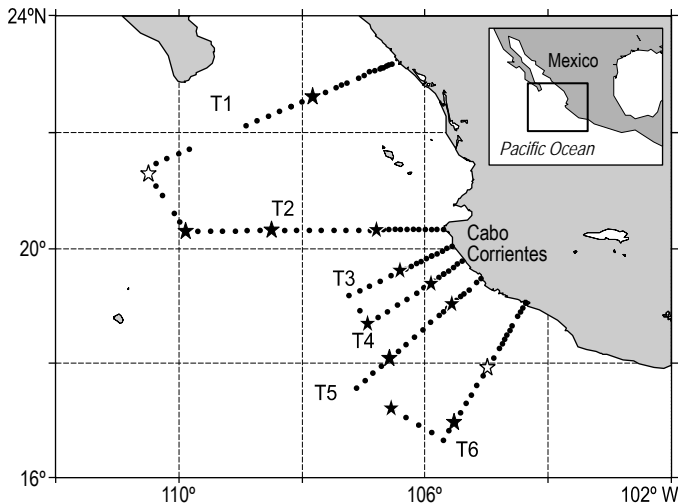 24ºN
Mexico
Pacific Ocean
T1
T2
Cabo
Corrientes
20º
T3
T4
T5
T6
16º
110º
106º
102º W